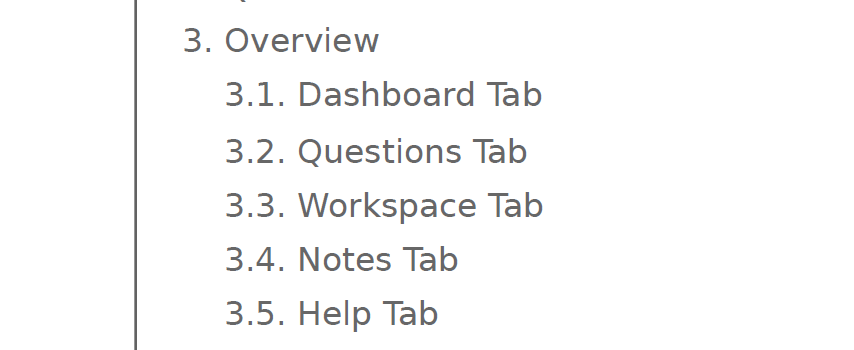 3. Overview
3.1. Dashboard Tab
3.2. Questions Tab
3.3. Workspace Tab
3.4. Notes Tab
3.5. Help Tab